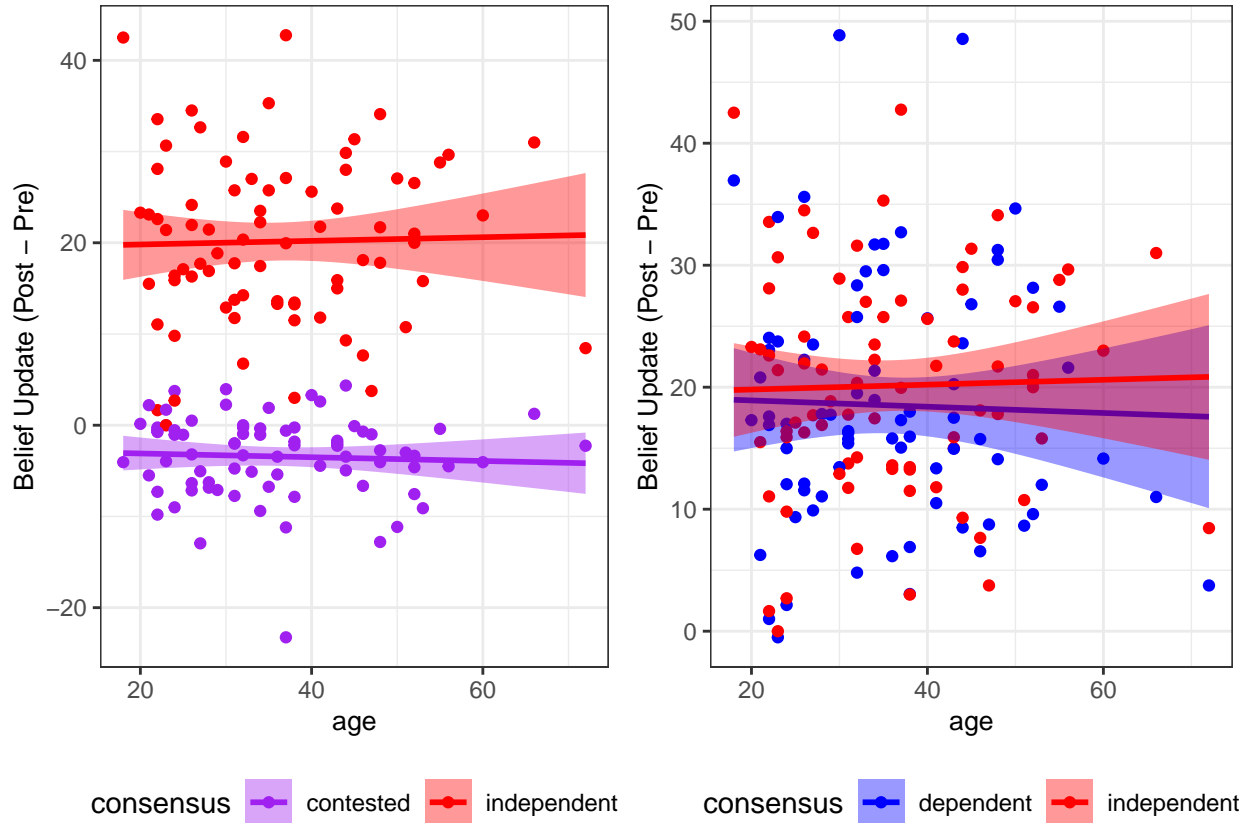 Belief Update (Post − Pre)
40
20
0
−20
20 40 60
age
consensus contested independent
Belief Update (Post − Pre)
50
40
30
20
10
0
20 40 60
age
consensus dependent independent